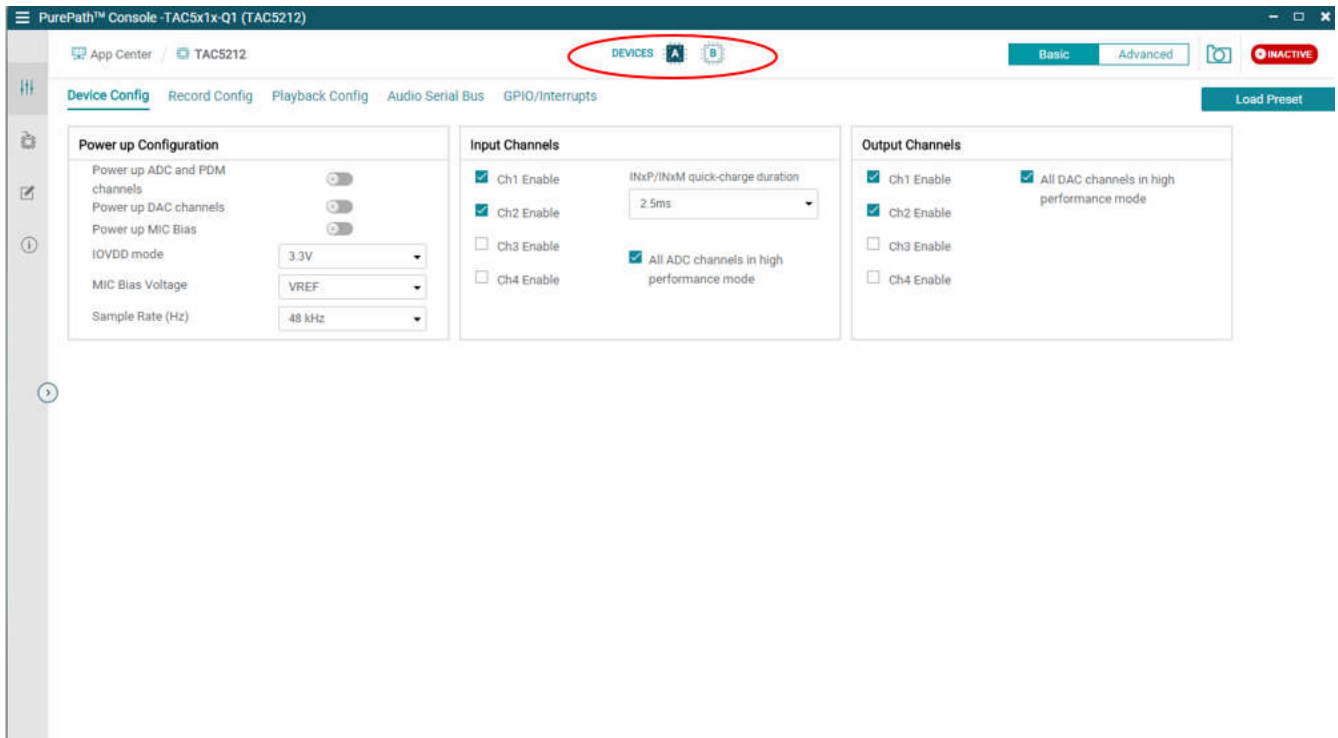 PurePath™ Console -TAC5x1x-Q1 (TAC5212)
App Center / TAC5212
DEVICES A B
Basic Advanced
INACTIVE
Device Config Record Config Playback Config Audio Serial Bus GPIO/Interrupts
Load Preset
Power up Configuration
Power up ADC and PDM
channels
Power up DAC channels
Power up MIC Bias
IOVDD mode 3.3V
MIC Bias Voltage VREF
Sample Rate (Hz) 48 kHz
Input Channels
Ch1 Enable
Ch2 Enable
Ch3 Enable
Ch4 Enable
INxP/INxM quick-charge duration
2.5ms
All ADC channels in high
performance mode
Output Channels
Ch1 Enable
Ch2 Enable
Ch3 Enable
Ch4 Enable
All DAC channels in high
performance mode